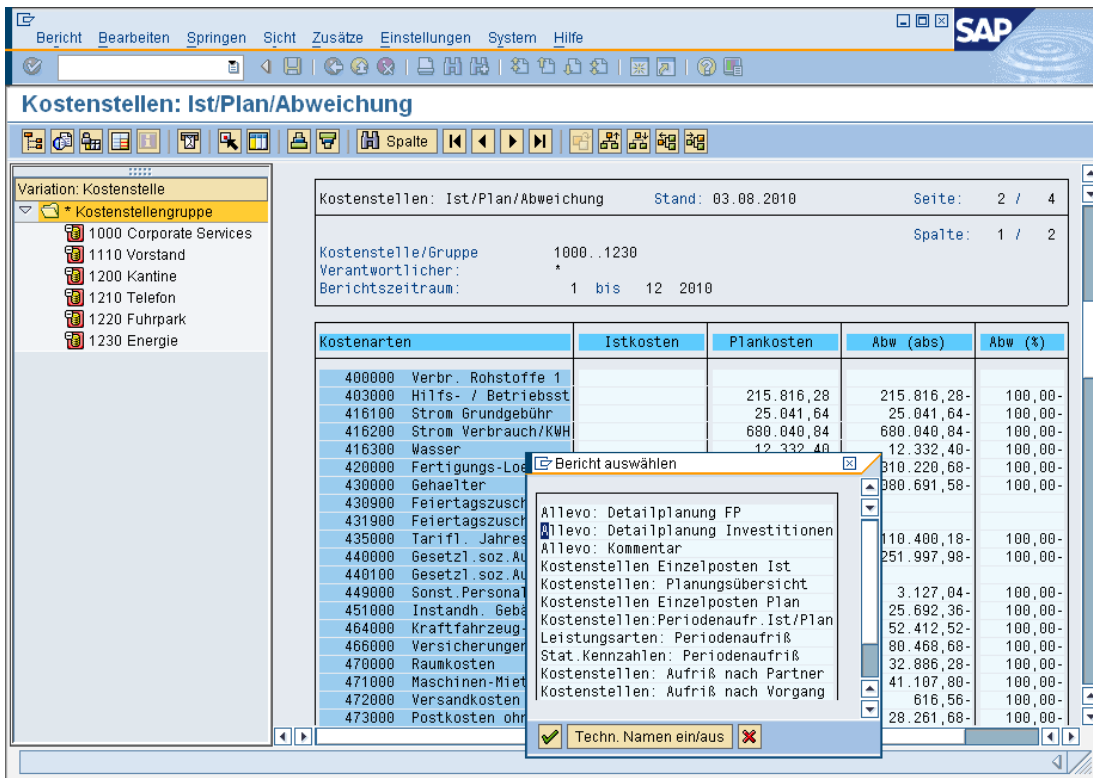 Bericht Bearbeiten Springen Sicht Zusätze Einstellungen System Hilfe
SAP
Kostenstellen: Ist/Plan/Abweichung
Spalte
Variation: Kostenstelle
* Kostenstellengruppe
1000 Corporate Services
1110 Vorstand
1200 Kantine
1210 Telefon
1220 Fuhrpark
1230 Energie
Kostenstellen: Ist/Plan/Abweichung Stand: 03.08.2010 Seite: 2 / 4
Spalte: 1 / 2
Kostenstelle/Gruppe 1000..1230
Verantwortlicher: *
Berichtszeitraum: 1 bis 12 2010
Kostenarten Istkosten Plankosten Abw (abs) Abw (%)
400000 Verbr. Rohstoffe 1
403000 Hilfs- / Betriebsst 215.816,28 215.816,28- 100,00-
416100 Strom Grundgebühr 25.041,64 25.041,64- 100,00-
416200 Strom Verbrauch/KWH 680.040,84 680.040,84- 100,00-
416300 Wasser 12.332,40 12.332,40- 100,00-
420000 Fertigungs-Loe 310.220,68- 100,00-
430000 Gehaelter 080.691,58- 100,00-
430900 Feiertagszusch
431900 Feiertagszusch
435000 Tarifl. Jahres 110.400,18- 100,00-
440000 Gesetzl.soz.Au 251.997,98- 100,00-
440100 Gesetzl.soz.Au
449000 Sonst.Personal 3.127,04- 100,00-
451000 Instandh. Gebä 25.692,36- 100,00-
464000 Kraftfahrzeug- 52.412,52- 100,00-
466000 Versicherungen 80.468,68- 100,00-
470000 Raumkosten 32.886,28- 100,00-
471000 Maschinen-Miet 41.107,80- 100,00-
472000 Versandkosten 616,56- 100,00-
473000 Postkosten ohn 28.261,68- 100,00-
Bericht auswählen
Allevo: Detailplanung FP
Allevo: Detailplanung Investitionen
Allevo: Kommentar
Kostenstellen Einzelposten Ist
Kostenstellen: Planungsübersicht
Kostenstellen Einzelposten Plan
Kostenstellen:Periodenaufr.Ist/Plan
Leistungsarten: Periodenaufriß
Stat.Kennzahlen: Periodenaufriß
Kostenstellen: Aufriß nach Partner
Kostenstellen: Aufriß nach Vorgang
Techn. Namen ein/aus